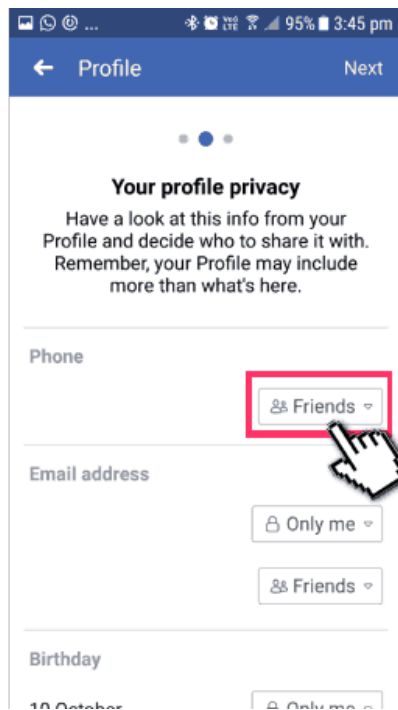 ... VoLTE 95% 3:45 pm
Profile Next
Your profile privacy
Have a look at this info from your
Profile and decide who to share it with.
Remember, your Profile may include
more than what's here.
Phone
Friends
Email address
Only me
Friends
Birthday
10 October Only me